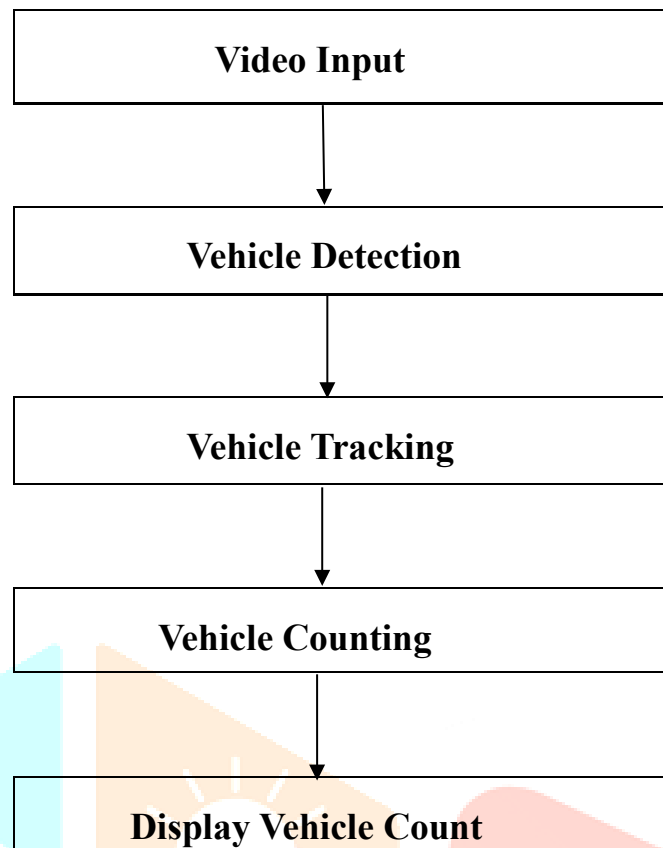 Video Input
Vehicle Detection
Vehicle Tracking
Vehicle Counting
Display Vehicle Count